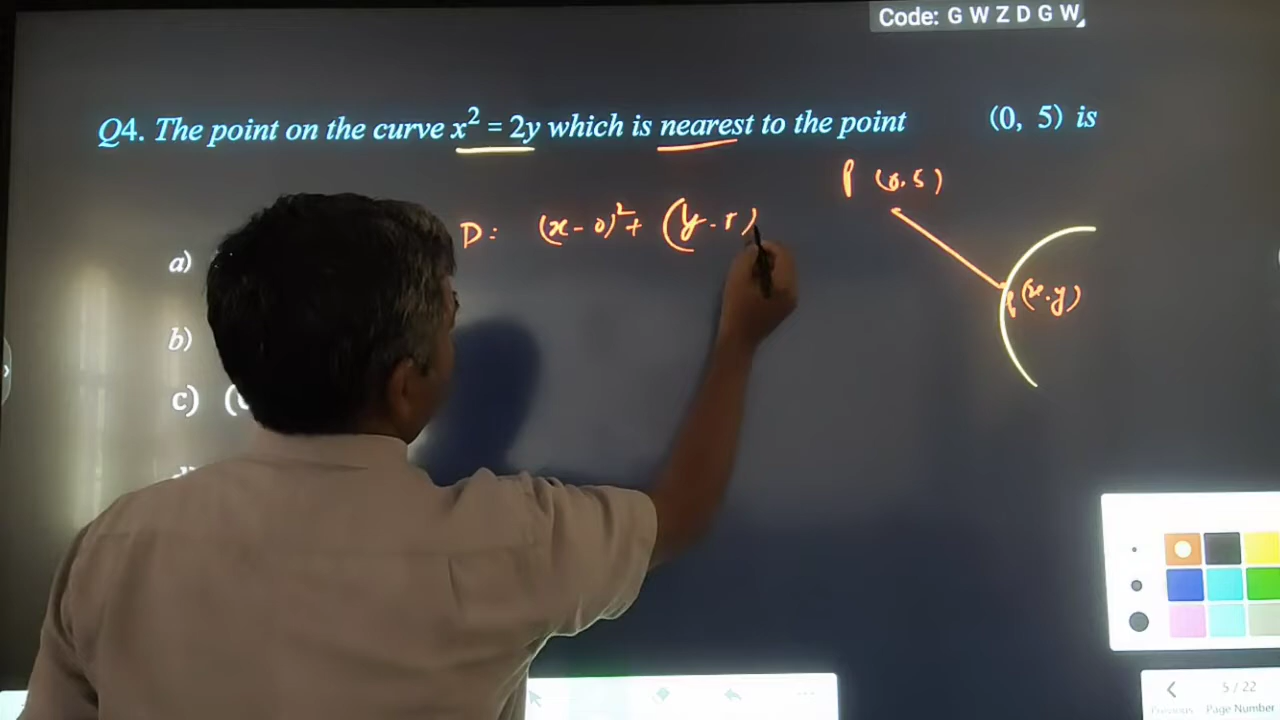 Code: G W Z D G W
Q4. The point on the curve x² = 2y which is nearest to the point (0, 5) is
P (0.5)
D = (x - 0)² + (y - 5)
a)
(x.y)
b)
c) (
5 / 22
Previous Page Number